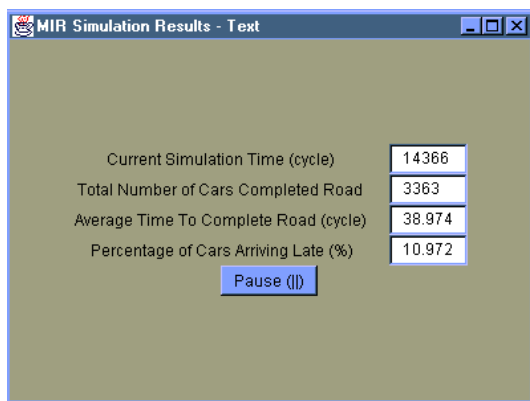 MIR Simulation Results - Text
Current Simulation Time (cycle) 14366
Total Number of Cars Completed Road 3363
Average Time To Complete Road (cycle) 38.974
Percentage of Cars Arriving Late (%) 10.972
Pause (||)